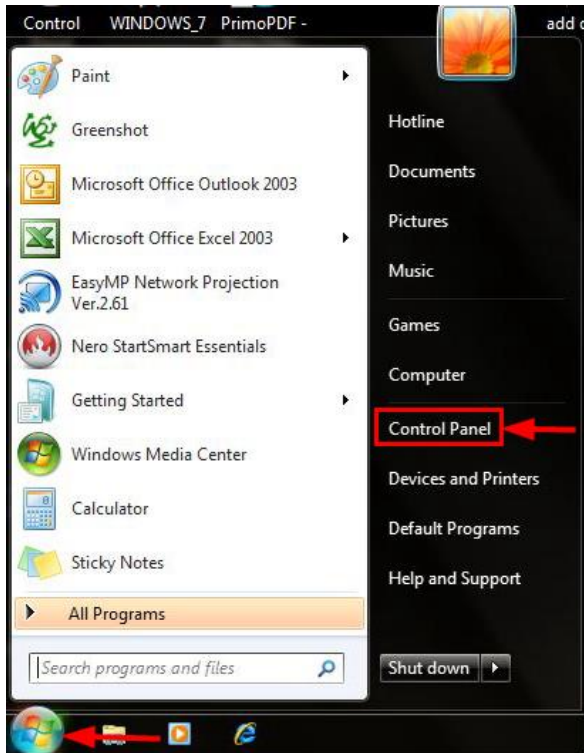 Control WINDOWS_7 PrimoPDF - add
Paint
Greenshot
Microsoft Office Outlook 2003
Microsoft Office Excel 2003
EasyMP Network Projection
Ver.2.61
Nero StartSmart Essentials
Getting Started
Windows Media Center
Calculator
Sticky Notes
All Programs
Search programs and files
Hotline
Documents
Pictures
Music
Games
Computer
Control Panel
Devices and Printers
Default Programs
Help and Support
Shut down